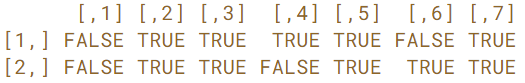 [,1] [,2] [,3]  [,4] [,5]  [,6] [,7]
[1,] FALSE TRUE TRUE  TRUE TRUE FALSE TRUE
[2,] FALSE TRUE TRUE FALSE TRUE  TRUE TRUE